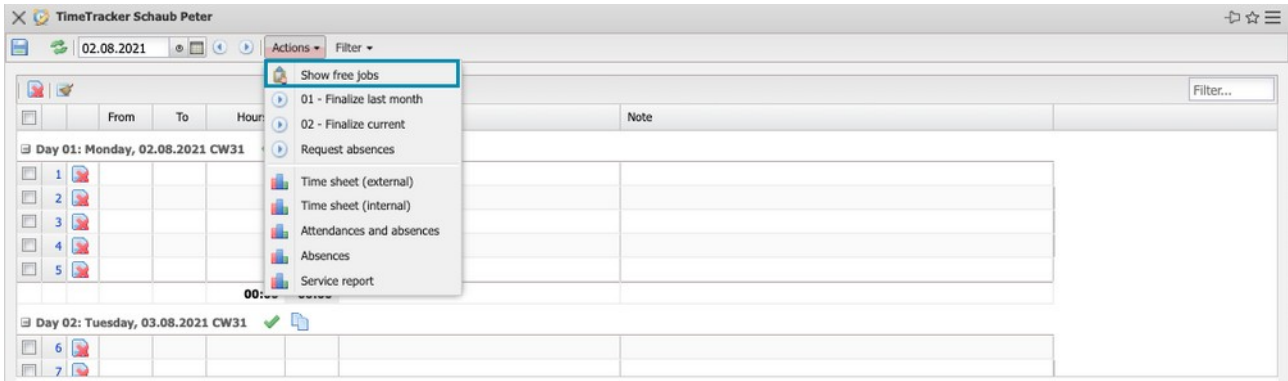 TimeTracker Schaub Peter
02.08.2021 Actions Filter
Show free jobs
01 - Finalize last month
02 - Finalize current
Request absences
Time sheet (external)
Time sheet (internal)
Attendances and absences
Absences
Service report
Filter...
From To Note
Day 01: Monday, 02.08.2021 CW31
1
2
3
4
5
Day 02: Tuesday, 03.08.2021 CW31
6
7